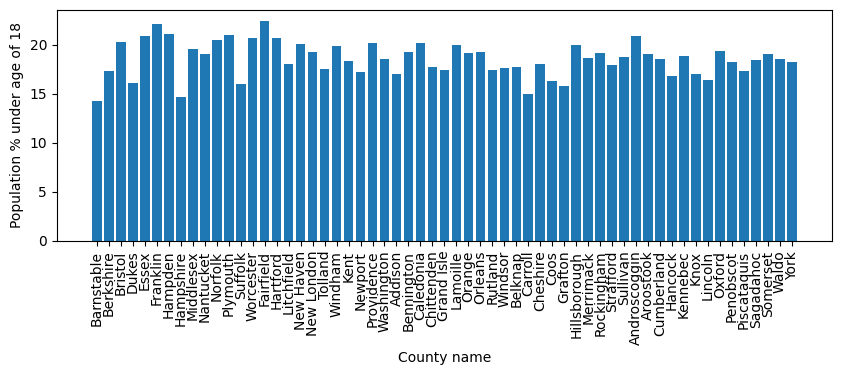 Population % under age of 18
20
15
10
5
0
Barnstable
Berkshire
Bristol
Dukes
Essex
Franklin
Hampden
Hampshire
Middlesex
Nantucket
Norfolk
Plymouth
Suffolk
Worcester
Fairfield
Hartford
Litchfield
New Haven
New London
Tolland
Windham
Kent
Newport
Providence
Washington
Addison
Bennington
Caledonia
Chittenden
Grand Isle
Lamoille
Orange
Orleans
Rutland
Windsor
Belknap
Carroll
Cheshire
Coos
Grafton
Hillsborough
Merrimack
Rockingham
Strafford
Sullivan
Androscoggin
Aroostook
Cumberland
Hancock
Kennebec
Knox
Lincoln
Oxford
Penobscot
Piscataquis
Sagadahoc
Somerset
Waldo
York
County name